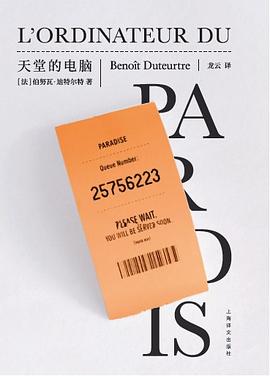 L'ORDINATEUR DU
天堂的电脑
Benoît Duteurtre
龙云 译
[法]伯努瓦·迪特尔特 著
PA
R
D
IS
PARADISE
Queue Number:
25756223
PLEASE WAIT.
YOU WILL BE SERVED SOON.
上海译文出版社